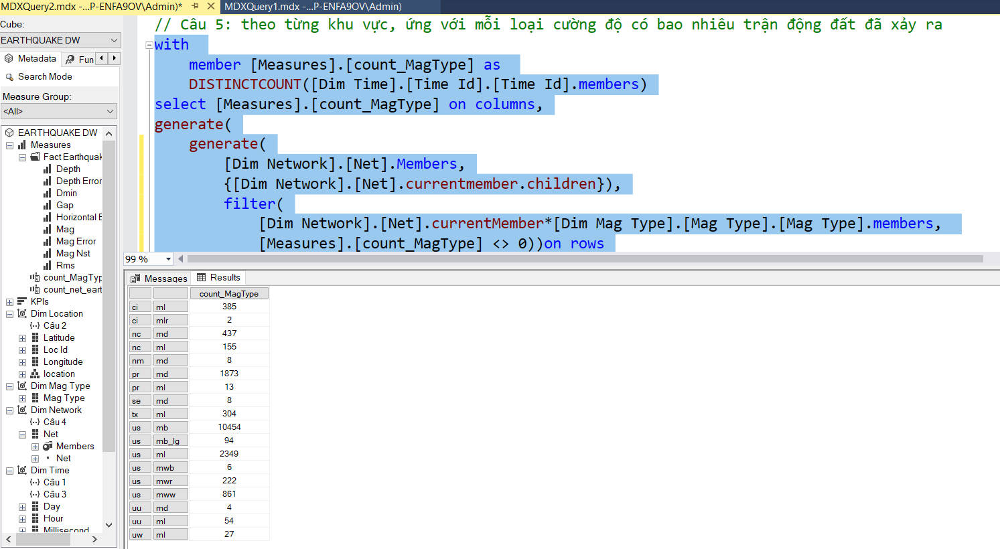 MDXQuery2.mdx -...P-ENFA9OV\Admin)*
MDXQuery1.mdx -...P-ENFA9OV\Admin)
Cube:
EARTHQUAKE DW
Metadata
Fun
Search Mode
Measure Group:
<All>
EARTHQUAKE DW
Measures
Fact Earthquak
Depth
Depth Error
Dmin
Gap
Horizontal E
Mag
Mag Error
Mag Nst
Rms
count_MagTyp
count_net_eart
KPIs
Dim Location
Câu 2
Latitude
Loc Id
Longitude
location
Dim Mag Type
Mag Type
Dim Network
Câu 4
Net
Members
Net
Dim Time
Câu 1
Câu 3
Day
Hour
Millisecond
// Câu 5: theo từng khu vực, ứng với mỗi loại cường độ có bao nhiêu trận động đất đã xảy ra
with
member [Measures].[count_MagType] as
DISTINCTCOUNT([Dim Time].[Time Id].[Time Id].members)
select [Measures].[count_MagType] on columns,
generate(
generate(
[Dim Network].[Net].Members,
{[Dim Network].[Net].currentmember.children}),
filter(
[Dim Network].[Net].currentMember*[Dim Mag Type].[Mag Type].[Mag Type].members,
[Measures].[count_MagType] <> 0))on rows
99 %
Messages
Results
count_MagType
ci ml 385
ci mlr 2
nc md 437
nc ml 155
nm md 8
pr md 1873
pr ml 13
se md 8
tx ml 304
us mb 10454
us mb_lg 94
us ml 2349
us mwb 6
us mwr 222
us mww 861
uu md 4
uu ml 54
uw ml 27